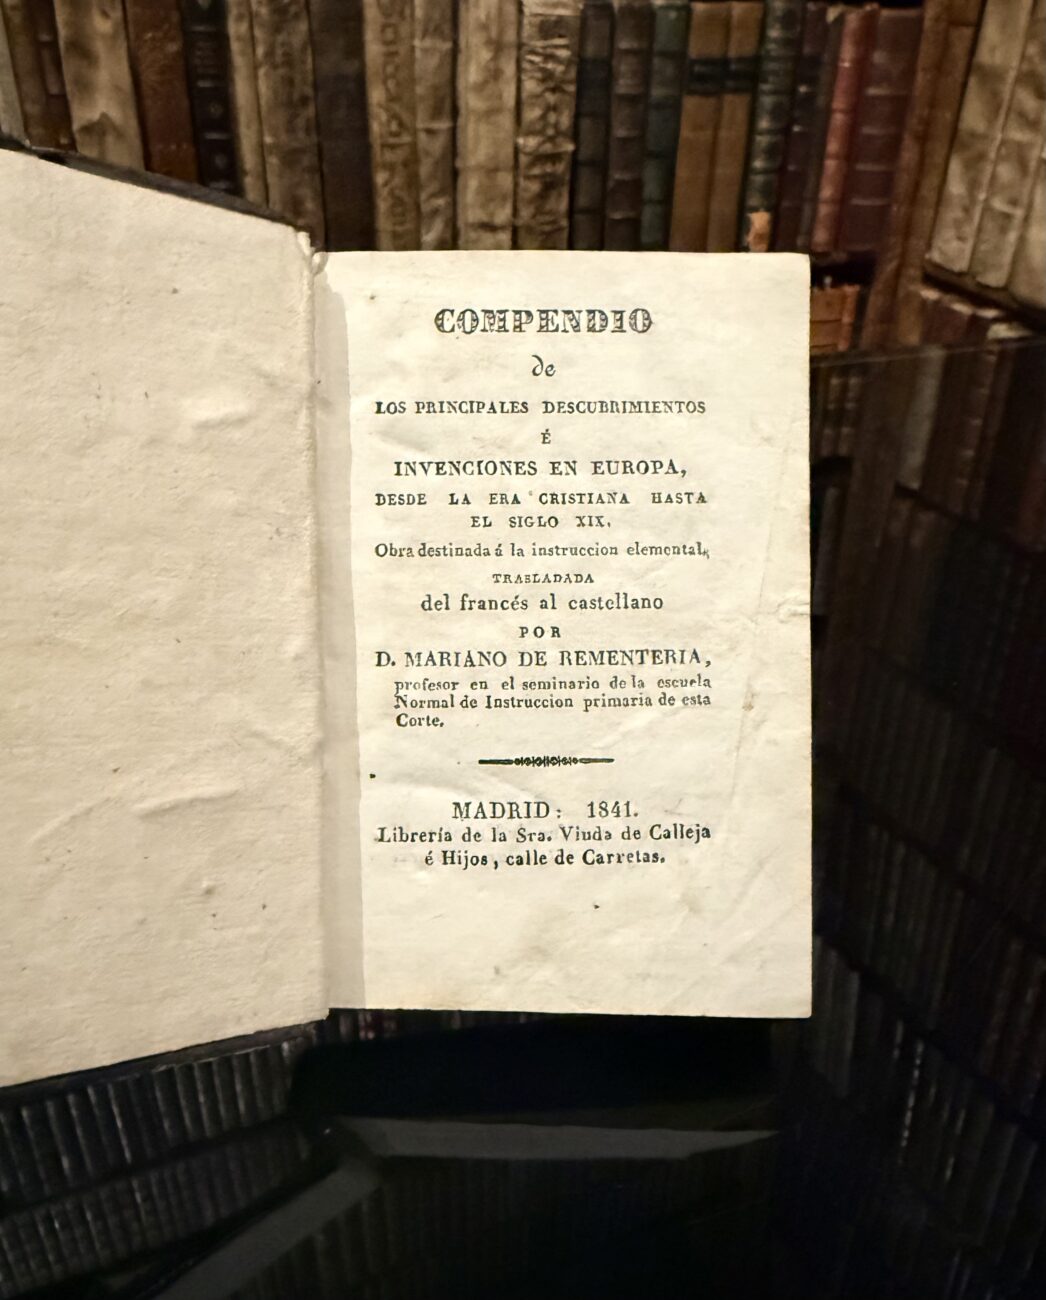 COMPENDIO
de
LOS PRINCIPALES DESCUBRIMIENTOS
É
INVENCIONES EN EUROPA,
DESDE LA ERA CRISTIANA HASTA
EL SIGLO XIX.
Obra destinada á la instruccion elemental,
TRASLADADA
del francés al castellano
POR
D. MARIANO DE REMENTERIA,
profesor en el seminario de la escuela
Normal de Instruccion primaria de esta
Corte.
MADRID: 1841.
Librería de la Sra. Viuda de Calleja
é Hijos, calle de Carretas.